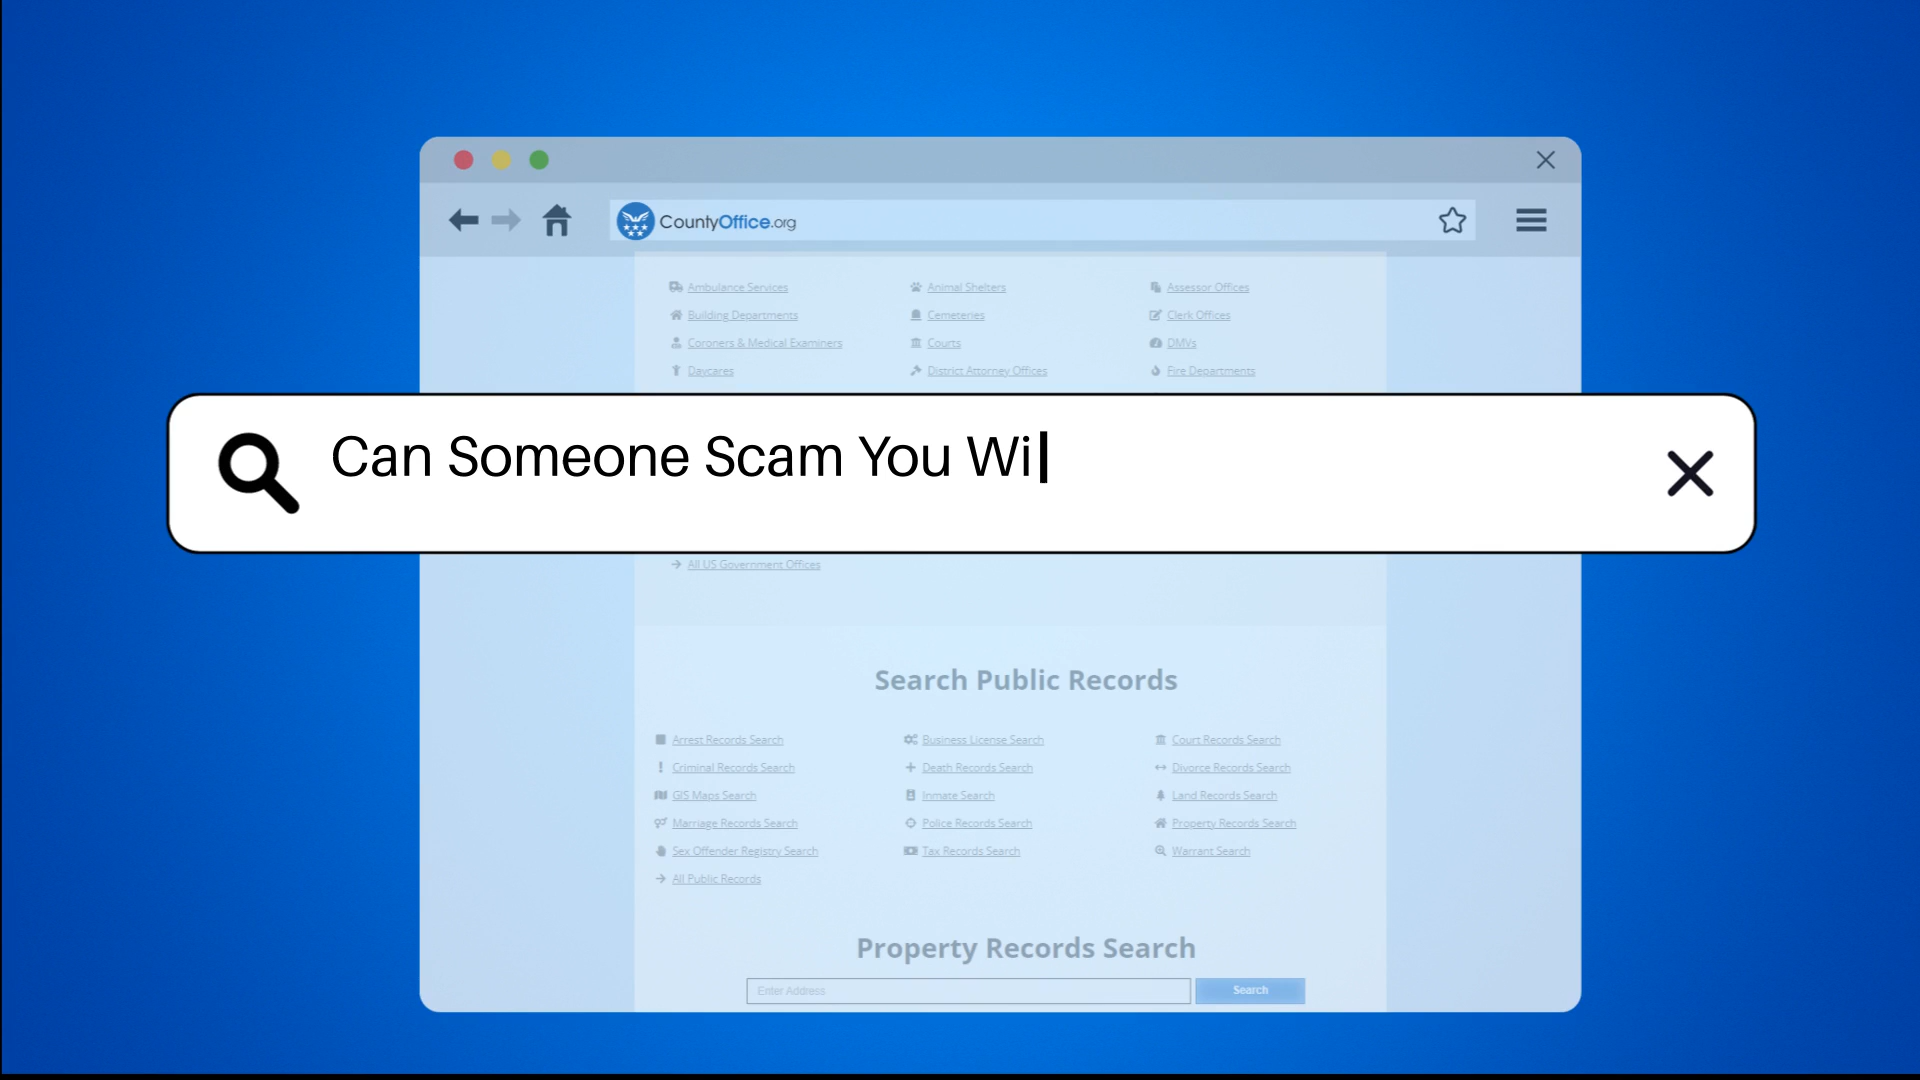 CountyOffice.org
Ambulance Services Animal Shelters Assessor Offices
Building Departments Cemeteries Clerk Offices
Coroners & Medical Examiners Courts DMVs
Daycares District Attorney Offices Fire Departments
Can Someone Scam You Wi
All US Government Offices
Search Public Records
Arrest Records Search Business License Search Court Records Search
Criminal Records Search Death Records Search Divorce Records Search
GIS Maps Search Inmate Search Land Records Search
Marriage Records Search Police Records Search Property Records Search
Sex Offender Registry Search Tax Records Search Warrant Search
All Public Records
Property Records Search
Enter Address Search